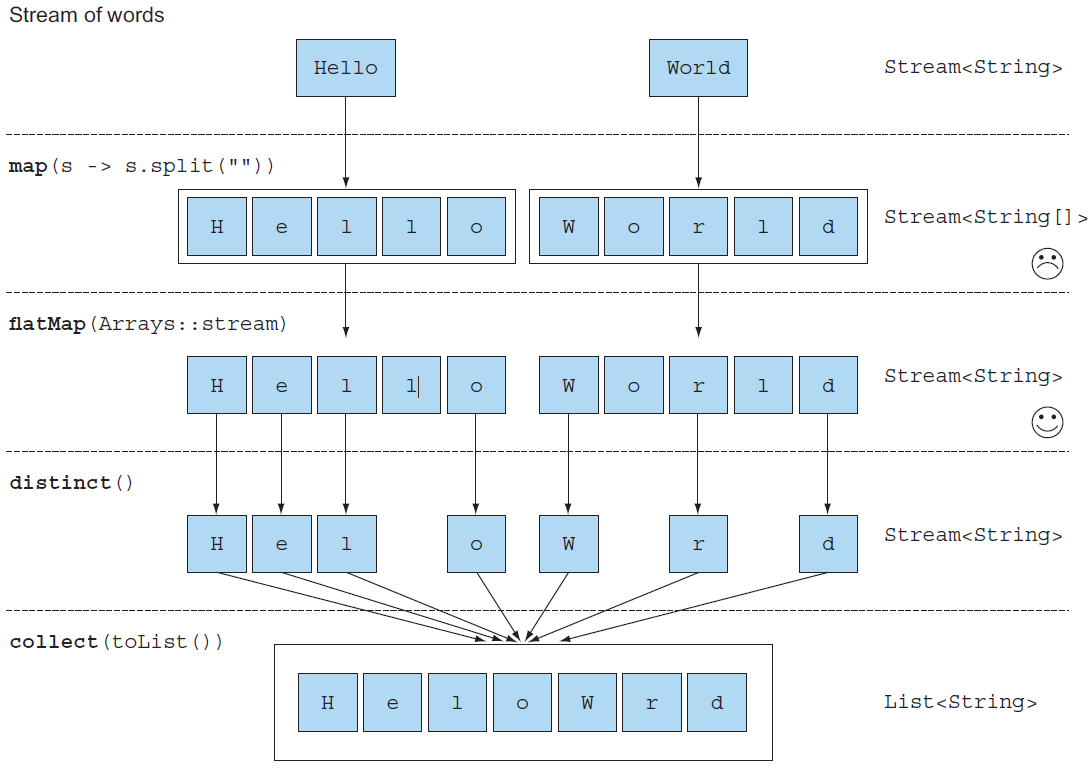 Stream of words
Hello World Stream<String>
map(s -> s.split(""))
H e l l o W o r l d Stream<String[]>
flatMap(Arrays::stream)
H e l l o W o r l d Stream<String>
distinct()
H e l o W r d Stream<String>
collect(toList())
H e l o W r d List<String>